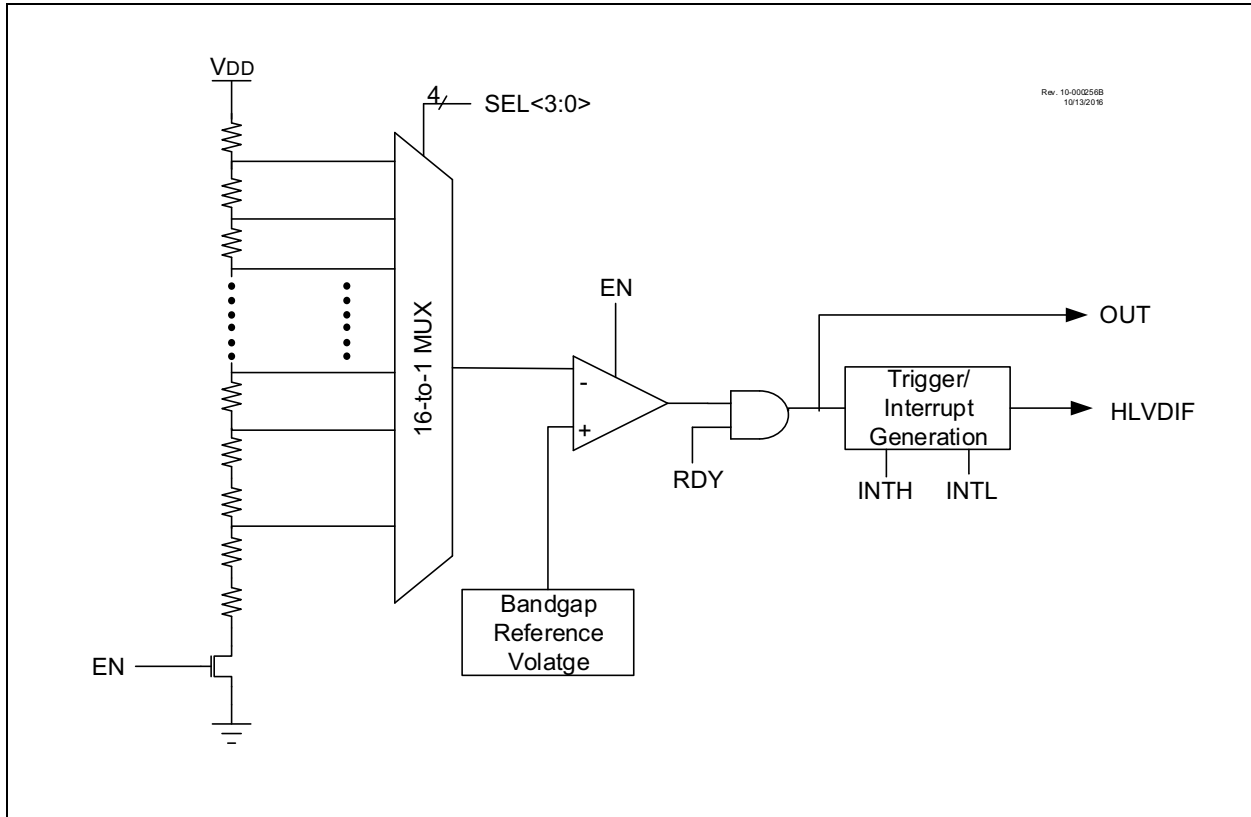 VDD
4
SEL<3:0>
Rev. 10-000256B
10/13/2016
16-to-1 MUX
EN
-
+
RDY
OUT
Trigger/
Interrupt
Generation
HLVDIF
INTH
INTL
Bandgap
Reference
Volatge
EN